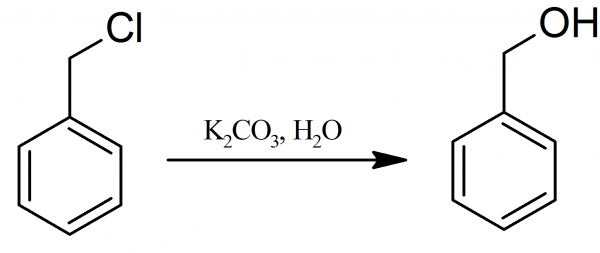 Cl
K₂CO₃, H₂O
OH